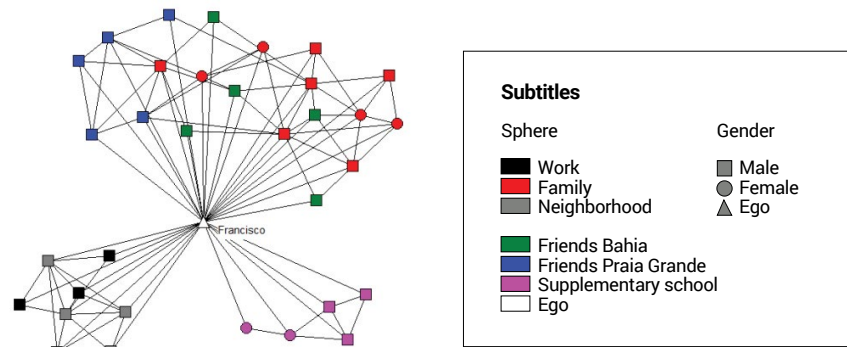 Francisco
Subtitles
Sphere
Gender
Work
Family
Neighborhood
Male
Female
Ego
Friends Bahia
Friends Praia Grande
Supplementary school
Ego